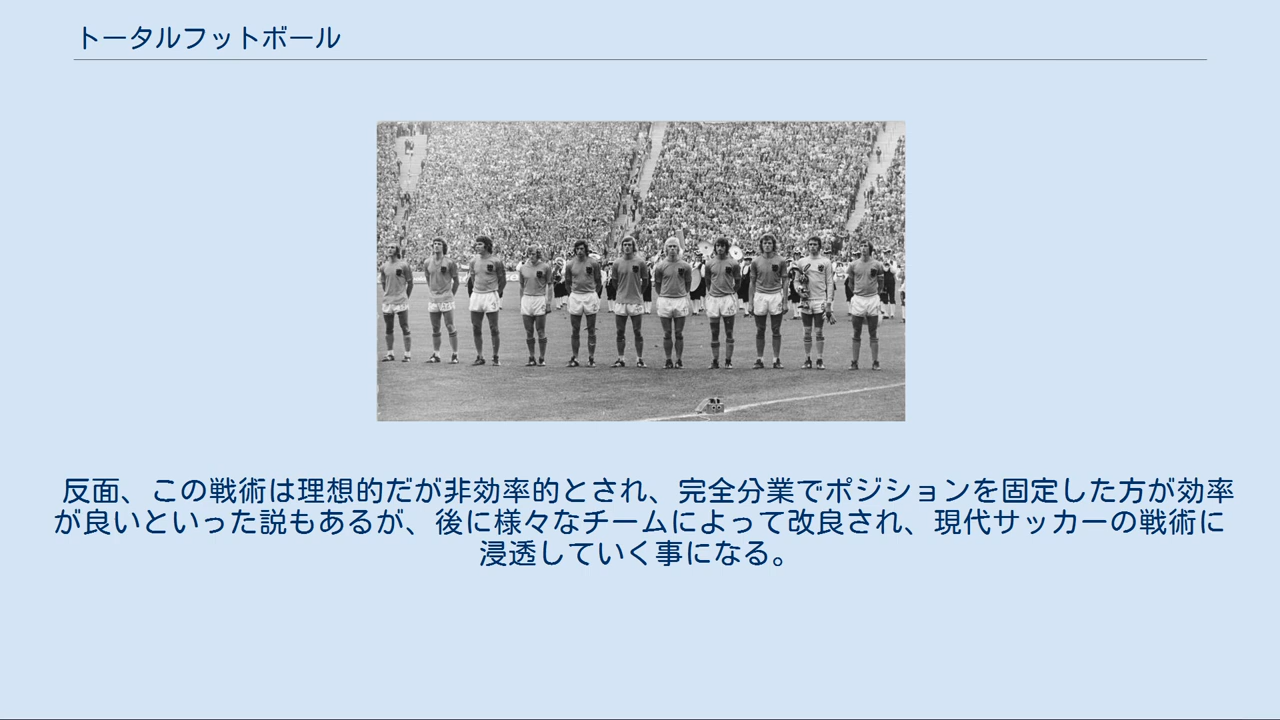 トータルフットボール
反面、この戦術は理想的だが非効率的とされ、完全分業でポジションを固定した方が効率
が良いといった説もあるが、後に様々なチームによって改良され、現代サッカーの戦術に
浸透していく事になる。